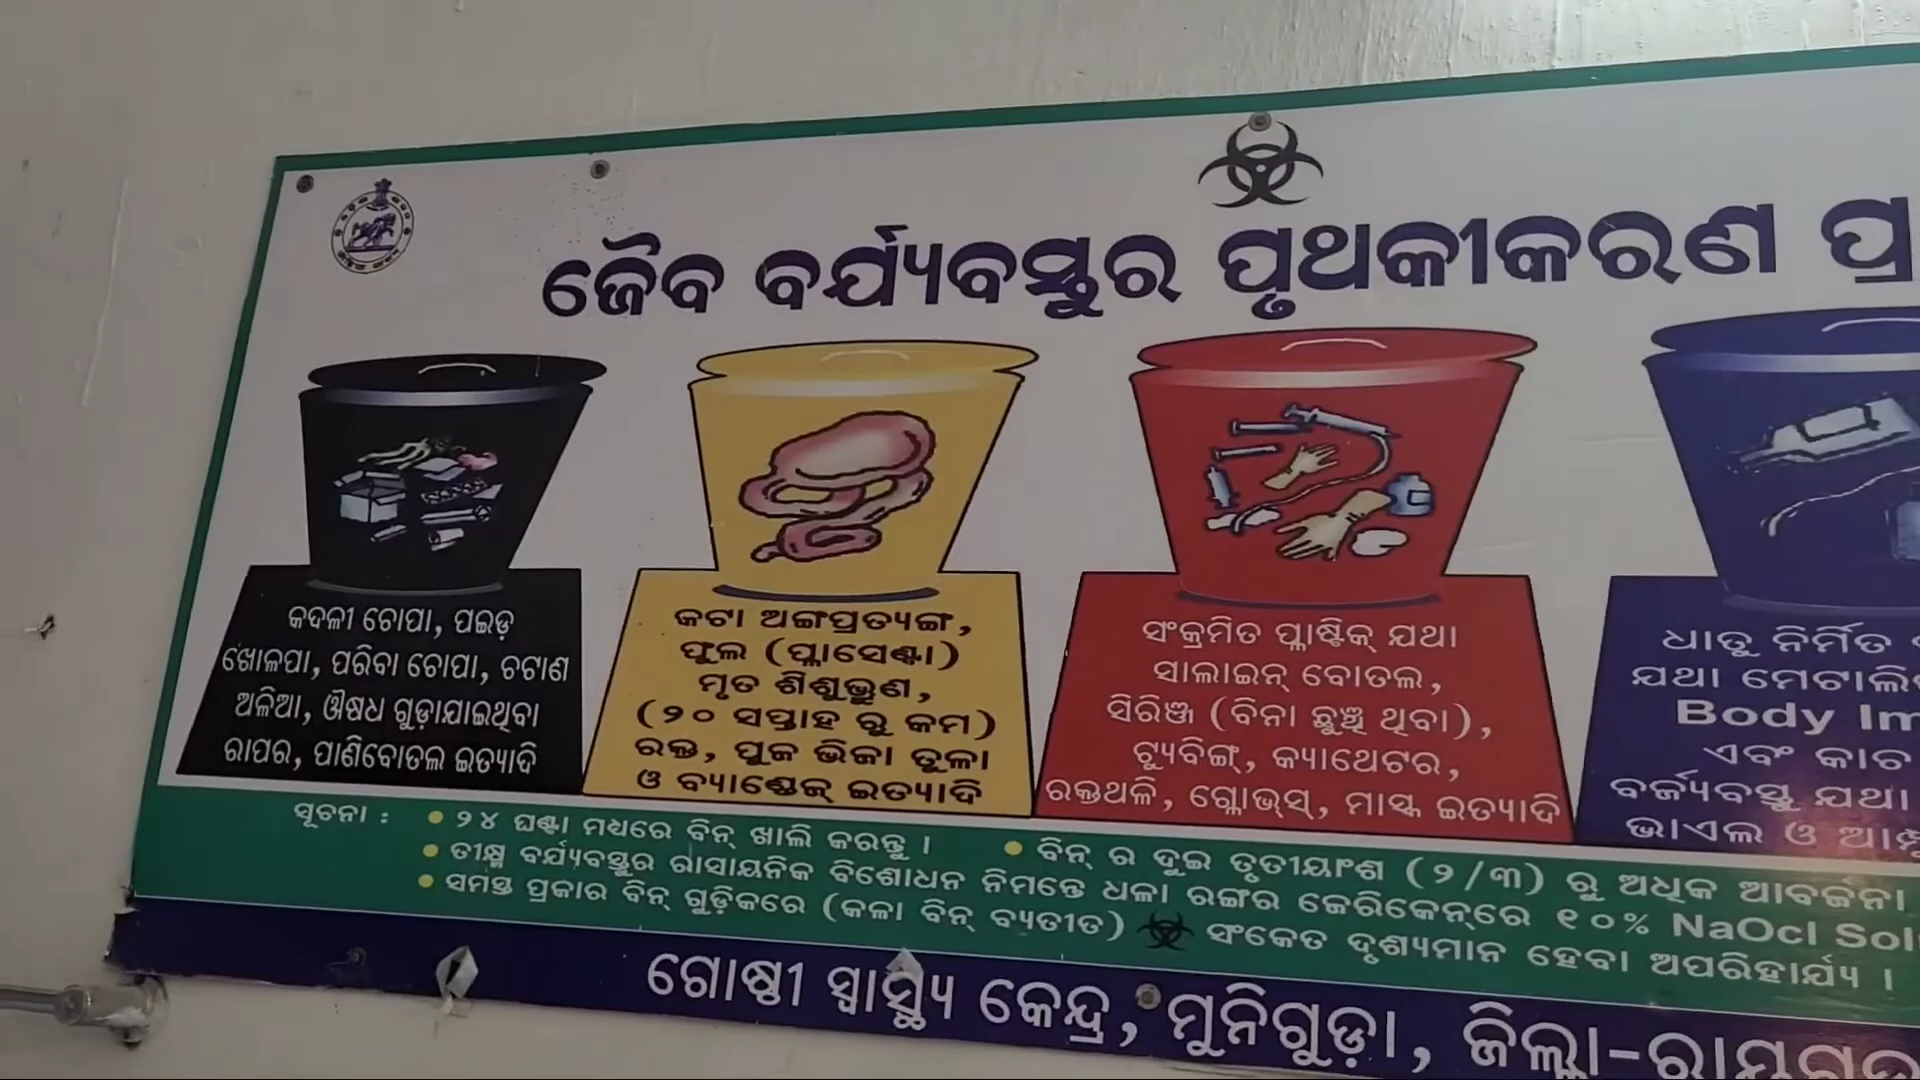 ଜୈବ ବର୍ଯ୍ୟବସ୍ତୁର ପୃଥକୀକରଣ ପ୍ର
କଦଳୀ ଚୋପା, ପଇଡ଼
ଖୋଳପା, ପରିବା ଚୋପା, ଚଟାଣ
ଅଳିଆ, ଔଷଧ ଗୁଡ଼ାଯାଇଥିବା
ରାପର, ପାଣିବୋତଲ ଇତ୍ୟାଦି
କଟା ଅଙ୍ଗପ୍ରତ୍ୟଙ୍ଗ,
ଫୁଲ (ପ୍ଳାସେଣ୍ଟା)
ମୃତ ଶିଶୁଭ୍ରୁଣ,
(୨୦ ସପ୍ତାହ ରୁ କମ)
ରକ୍ତ, ପୁଜ ଭିଜା ତୁଳା
ଓ ବ୍ୟାଣ୍ଡେଜ୍ ଇତ୍ୟାଦି
ସଂକ୍ରମିତ ପ୍ଳାଷ୍ଟିକ୍ ଯଥା
ସାଲାଇନ୍ ବୋତଲ,
ସିରିଞ୍ଜ (ବିନା ଛୁଞ୍ଚି ଥିବା),
ଟ୍ୟୁବିଙ୍ଗ୍, କ୍ୟାଥେଟର,
ରକ୍ତଥଳି, ଗ୍ଳୋଭ୍ସ୍, ମାସ୍କ ଇତ୍ୟାଦି
ଧାତୁ ନିର୍ମିତ
ଯଥା ମେଟାଲି
Body Im
ଏବଂ କାଚ
ବର୍ଜ୍ୟବସ୍ତୁ ଯଥା
ଭାଏଲ ଓ ଆମ୍ପୁ
ସୂଚନା : • ୨୪ ଘଣ୍ଟା ମଧ୍ୟରେ ବିନ୍ ଖାଲି କରନ୍ତୁ । • ବିନ୍ ର ଦୁଇ ତୃତୀୟାଂଶ (୨/୩) ରୁ ଅଧିକ ଆବର୍ଜନା
• ତୀକ୍ଷ୍ଣ ବର୍ଯ୍ୟବସ୍ତୁର ରାସାୟନିକ ବିଶୋଧନ ନିମନ୍ତେ ଧଳା ରଙ୍ଗର ଜେରିକେନ୍‌ରେ ୧୦% NaOcl Sol
• ସମସ୍ତ ପ୍ରକାର ବିନ୍ ଗୁଡ଼ିକରେ (କଳା ବିନ୍ ବ୍ୟତୀତ) ସଂକେତ ଦୃଶ୍ୟମାନ ହେବା ଅପରିହାର୍ଯ୍ୟ ।
ଗୋଷ୍ଠୀ ସ୍ୱାସ୍ଥ୍ୟ କେନ୍ଦ୍ର, ମୁନିଗୁଡ଼ା, ଜିଲ୍ଲା-ରାୟଗଡ଼